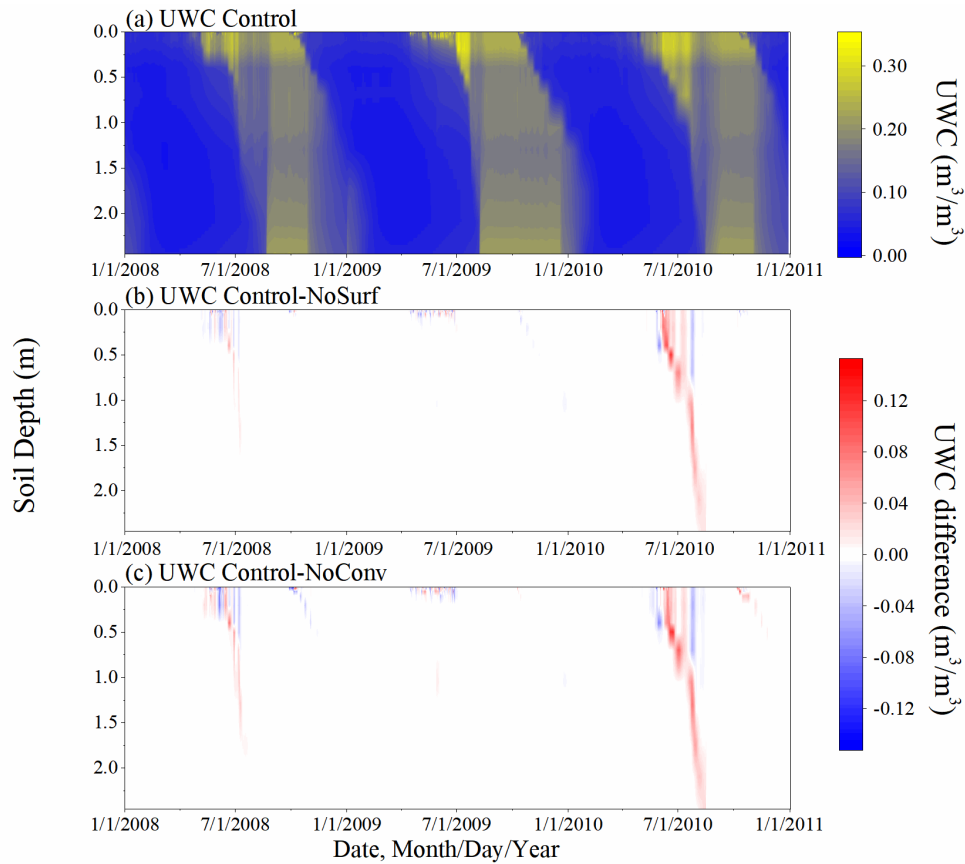 (a) UWC Control
0.0
0.5
1.0
1.5
2.0
1/1/2008 7/1/2008 1/1/2009 7/1/2009 1/1/2010 7/1/2010 1/1/2011
0.30
0.20
0.10
0.00
UWC (m³/m³)
(b) UWC Control-NoSurf
0.0
0.5
1.0
1.5
2.0
1/1/2008 7/1/2008 1/1/2009 7/1/2009 1/1/2010 7/1/2010 1/1/2011
Soil Depth (m)
(c) UWC Control-NoConv
0.0
0.5
1.0
1.5
2.0
1/1/2008 7/1/2008 1/1/2009 7/1/2009 1/1/2010 7/1/2010 1/1/2011
Date, Month/Day/Year
0.12
0.08
0.04
0.00
-0.04
-0.08
-0.12
UWC difference (m³/m³)